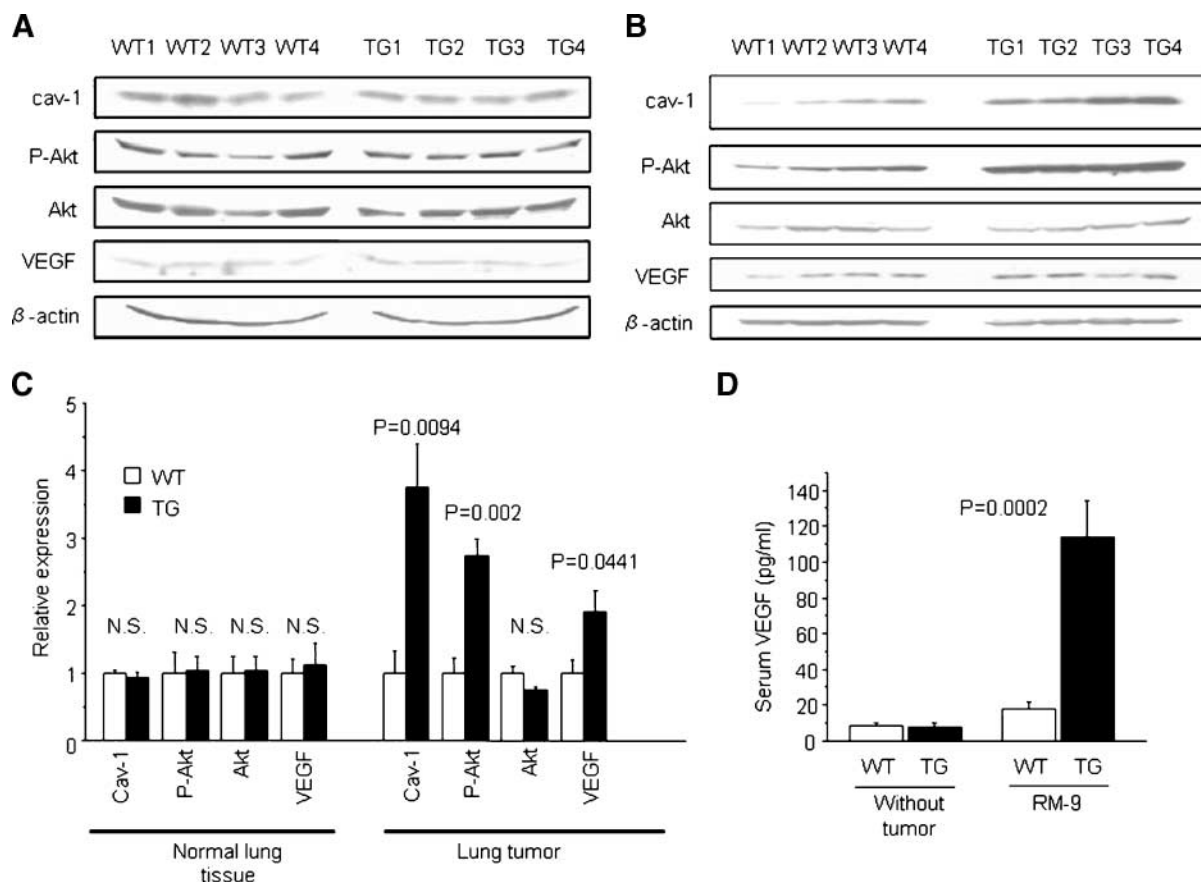 A
WT1 WT2 WT3 WT4 TG1 TG2 TG3 TG4
cav-1
P-Akt
Akt
VEGF
β-actin
B
WT1 WT2 WT3 WT4 TG1 TG2 TG3 TG4
cav-1
P-Akt
Akt
VEGF
β-actin
C
Relative expression
5
4
3
2
1
0
WT
TG
N.S. N.S. N.S. N.S.
P=0.0094
P=0.002
N.S.
P=0.0441
Cav-1
P-Akt
Akt
VEGF
Cav-1
P-Akt
Akt
VEGF
Normal lung
tissue
Lung tumor
D
Serum VEGF (pg/ml)
140
120
100
80
60
40
20
0
P=0.0002
WT TG WT TG
Without
tumor
RM-9